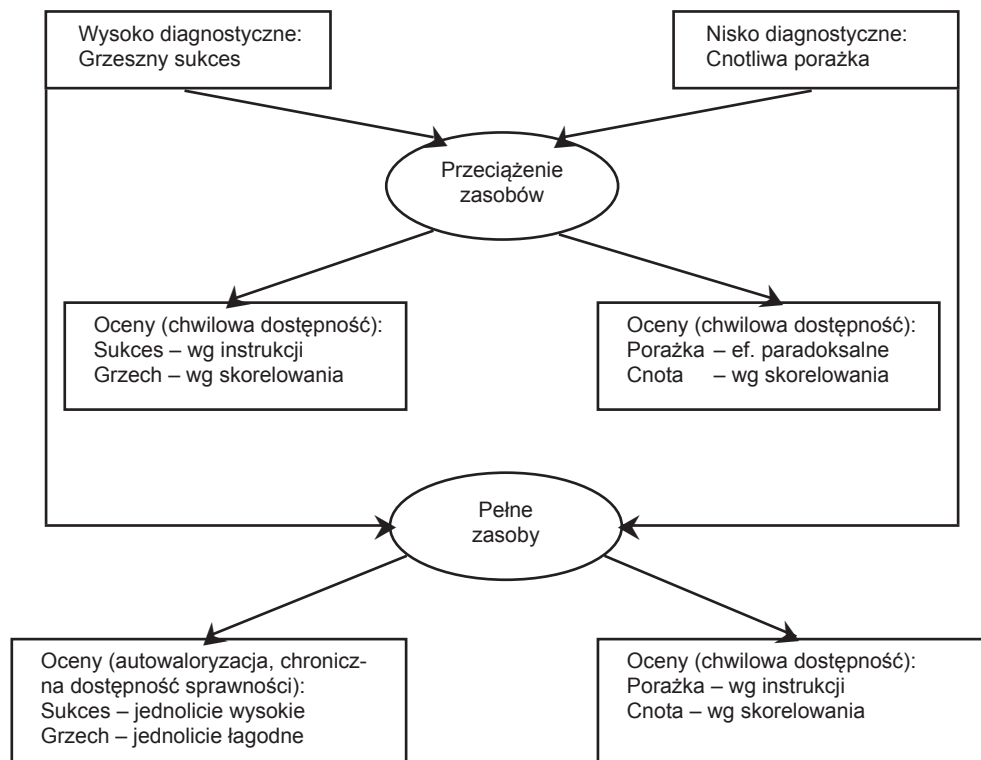 Wysoko diagnostyczne:
Grzeszny sukces
Nisko diagnostyczne:
Cnotliwa porażka
Przeciążenie
zasobów
Oceny (chwilowa dostępność):
Sukces – wg instrukcji
Grzech – wg skorelowania
Oceny (chwilowa dostępność):
Porażka – ef. paradoksalne
Cnota – wg skorelowania
Pełne
zasoby
Oceny (autowaloryzacja, chronicz-
na dostępność sprawności):
Sukces – jednolicie wysokie
Grzech – jednolicie łagodne
Oceny (chwilowa dostępność):
Porażka – wg instrukcji
Cnota – wg skorelowania